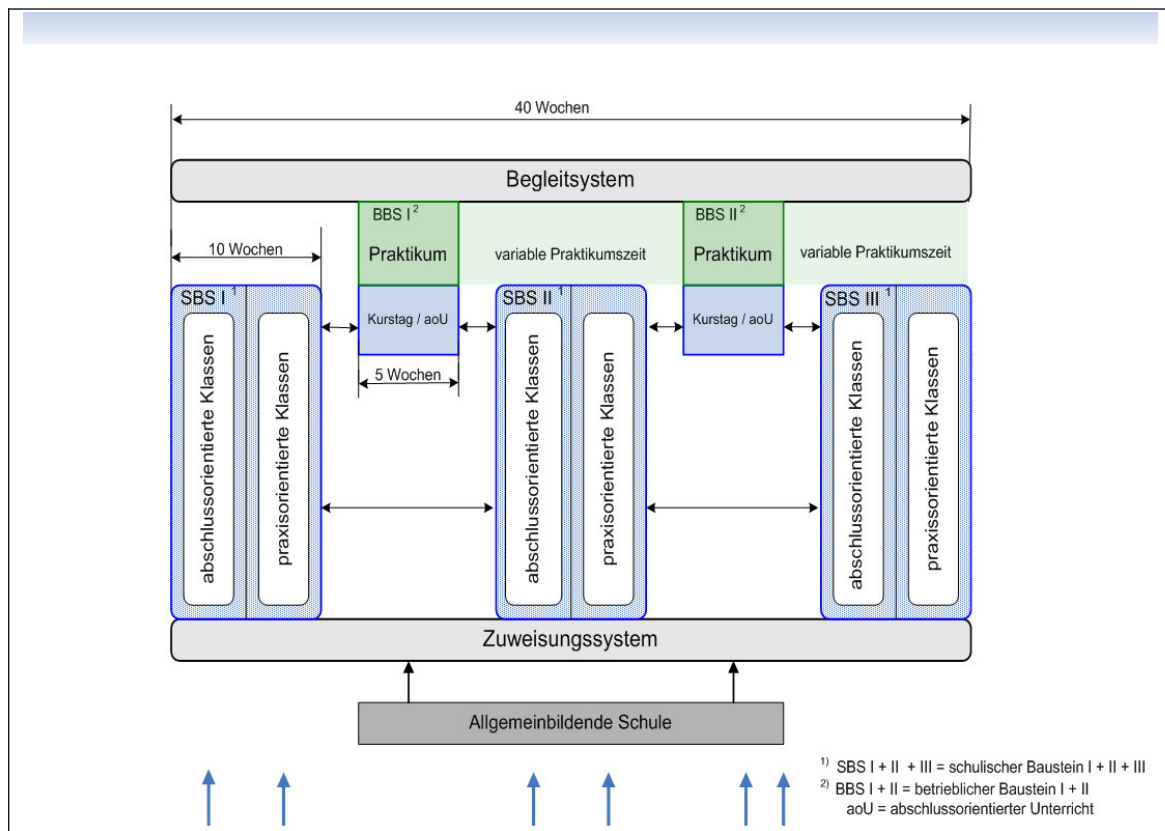 40 Wochen
Begleitsystem
BBS I 2
BBS II 2
10 Wochen
Praktikum
variable Praktikumszeit
Praktikum
variable Praktikumszeit
SBS I 1
SBS II 1
SBS III 1
Kurstag / aoU
Kurstag / aoU
5 Wochen
abschlussorientierte Klassen
praxisorientierte Klassen
abschlussorientierte Klassen
praxisorientierte Klassen
abschlussorientierte Klassen
praxissorientierte Klassen
Zuweisungssystem
Allgemeinbildende Schule
1) SBS I + II + III = schulischer Baustein I + II + III
2) BBS I + II = betrieblicher Baustein I + II
aoU = abschlussorientierter Unterricht